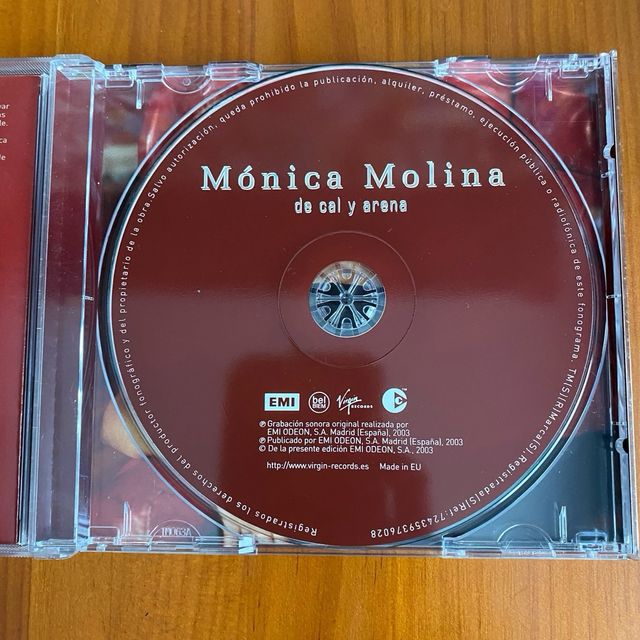 Mónica Molina
de cal y arena
EMI
bel
BIEM
Virgin
RECORDS
℗ Grabación sonora original realizada por
EMI ODEON, S.A. Madrid (España), 2003
℗ Publicado por EMI ODEON, S.A. Madrid (España), 2003
© De la presente edición EMI ODEON, S.A., 2003
http://www.virgin-records.es Made in EU
Registrados los derechos del productor fonográfico y del propietario de la obra. Salvo autorización, queda prohibido la publicación, alquiler, préstamo, ejecución pública o radiofónica de este fonograma. TM(S)(R)Marca(S).Registrada(S)(Ref.:724359376028
10063A